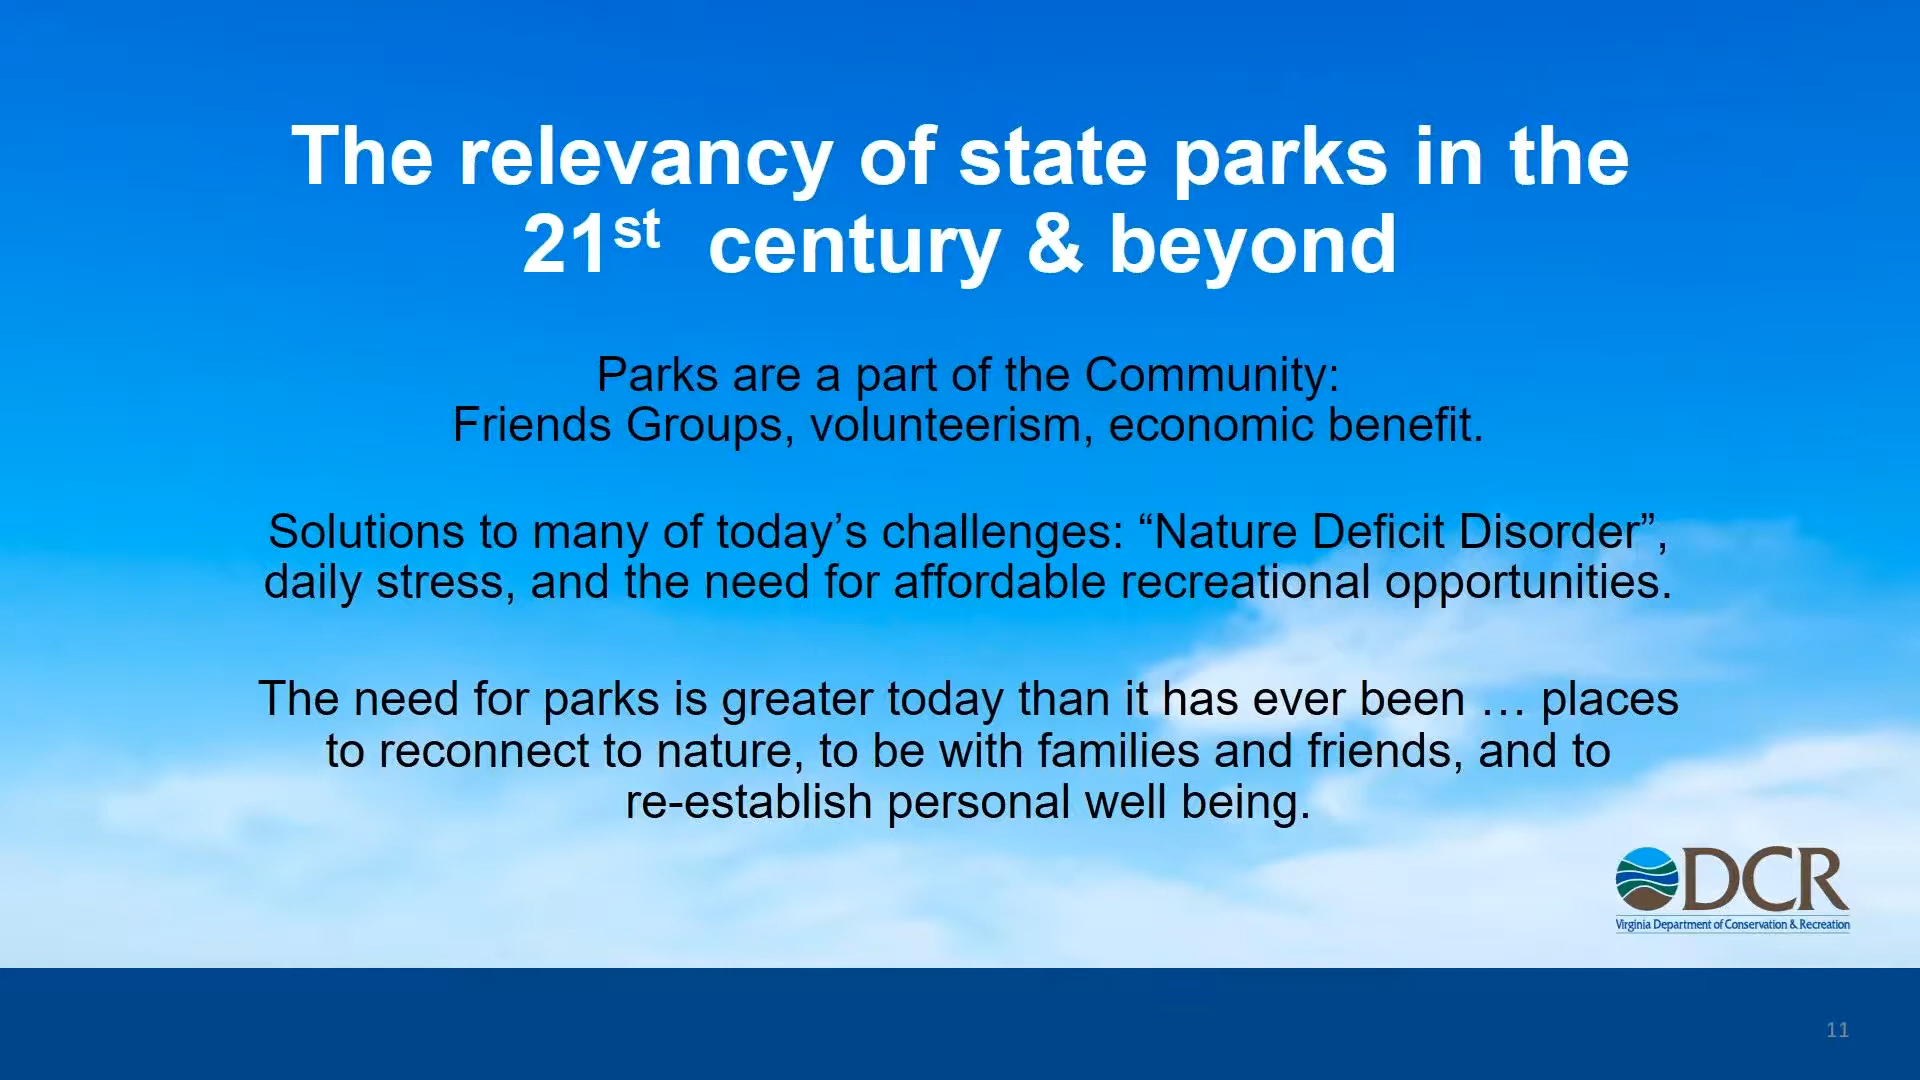 The relevancy of state parks in the
21st century & beyond
Parks are a part of the Community:
Friends Groups, volunteerism, economic benefit.
Solutions to many of today’s challenges: “Nature Deficit Disorder”,
daily stress, and the need for affordable recreational opportunities.
The need for parks is greater today than it has ever been … places
to reconnect to nature, to be with families and friends, and to
re-establish personal well being.
DCR
Virginia Department of Conservation & Recreation
11